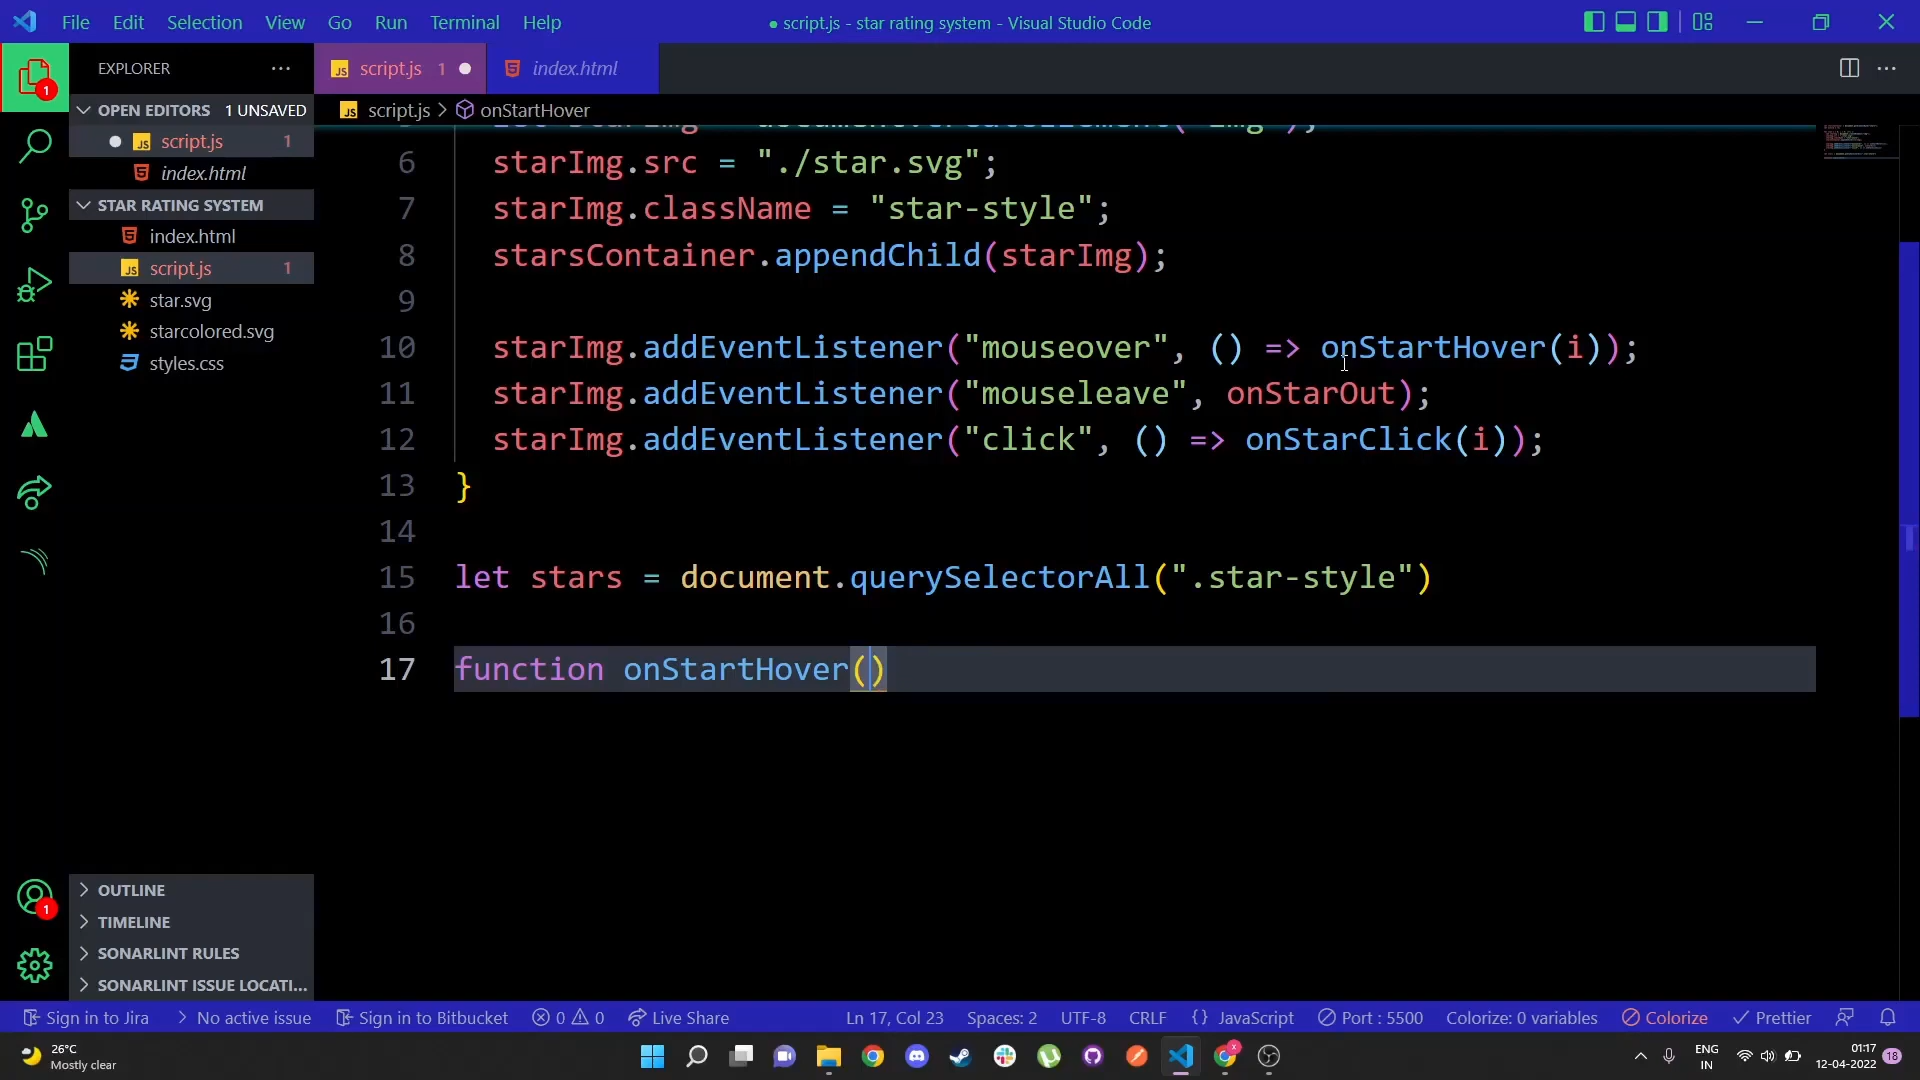 File Edit Selection View Go Run Terminal Help
● script.js - star rating system - Visual Studio Code
EXPLORER
script.js 1
index.html
OPEN EDITORS 1 UNSAVED
script.js > onStartHover
script.js 1
index.html
STAR RATING SYSTEM
index.html
script.js 1
star.svg
starcolored.svg
styles.css
1
6 starImg.src = "./star.svg";
7 starImg.className = "star-style";
8 starsContainer.appendChild(starImg);
9
10 starImg.addEventListener("mouseover", () => onStartHover(i));
11 starImg.addEventListener("mouseleave", onStarOut);
12 starImg.addEventListener("click", () => onStarClick(i));
13 }
14
15 let stars = document.querySelectorAll(".star-style")
16
17 function onStartHover()
OUTLINE
TIMELINE
SONARLINT RULES
SONARLINT ISSUE LOCATI...
1
Sign in to Jira
No active issue
Sign in to Bitbucket
0 0
Live Share
Ln 17, Col 23
Spaces: 2
UTF-8
CRLF
{} JavaScript
Port : 5500
Colorize: 0 variables
Colorize
Prettier
26°C
Mostly clear
ENG
IN
01:17
12-04-2022
18